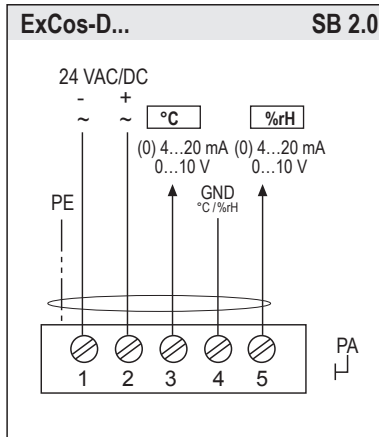 ExCos-D... SB 2.0
24 VAC/DC
- +
~ ~ °C %rH
(0) 4…20 mA (0) 4…20 mA
0…10 V 0…10 V
PE GND
°C /%rH
PA
1 2 3 4 5